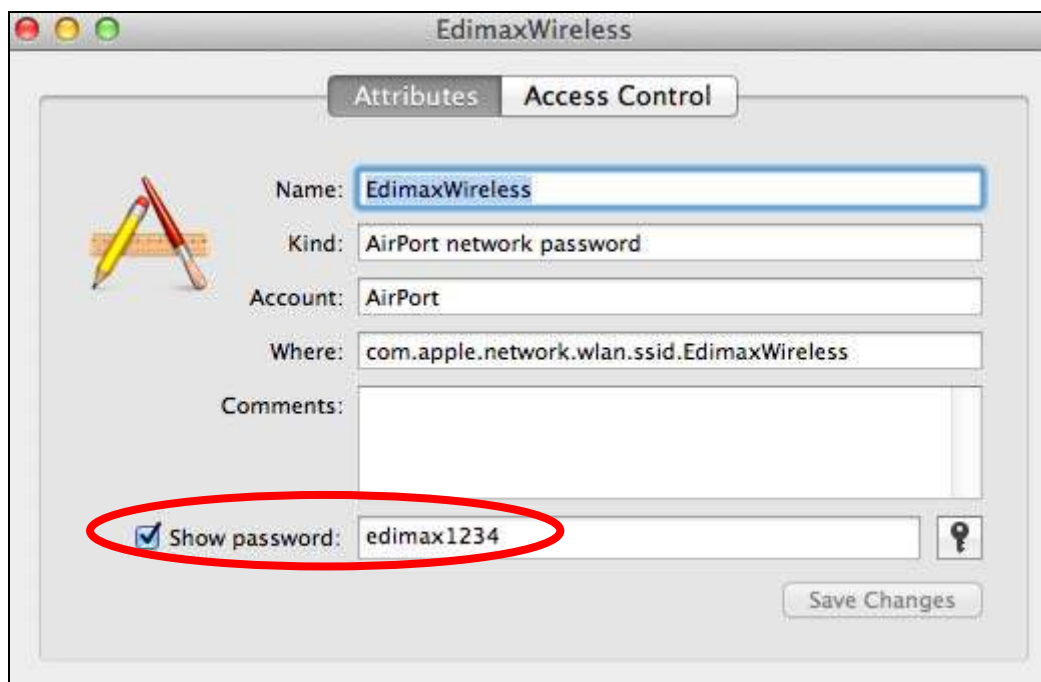 EdimaxWireless
Attributes Access Control
Name: EdimaxWireless
Kind: AirPort network password
Account: AirPort
Where: com.apple.network.wlan.ssid.EdimaxWireless
Comments:
Show password: edimax1234
Save Changes